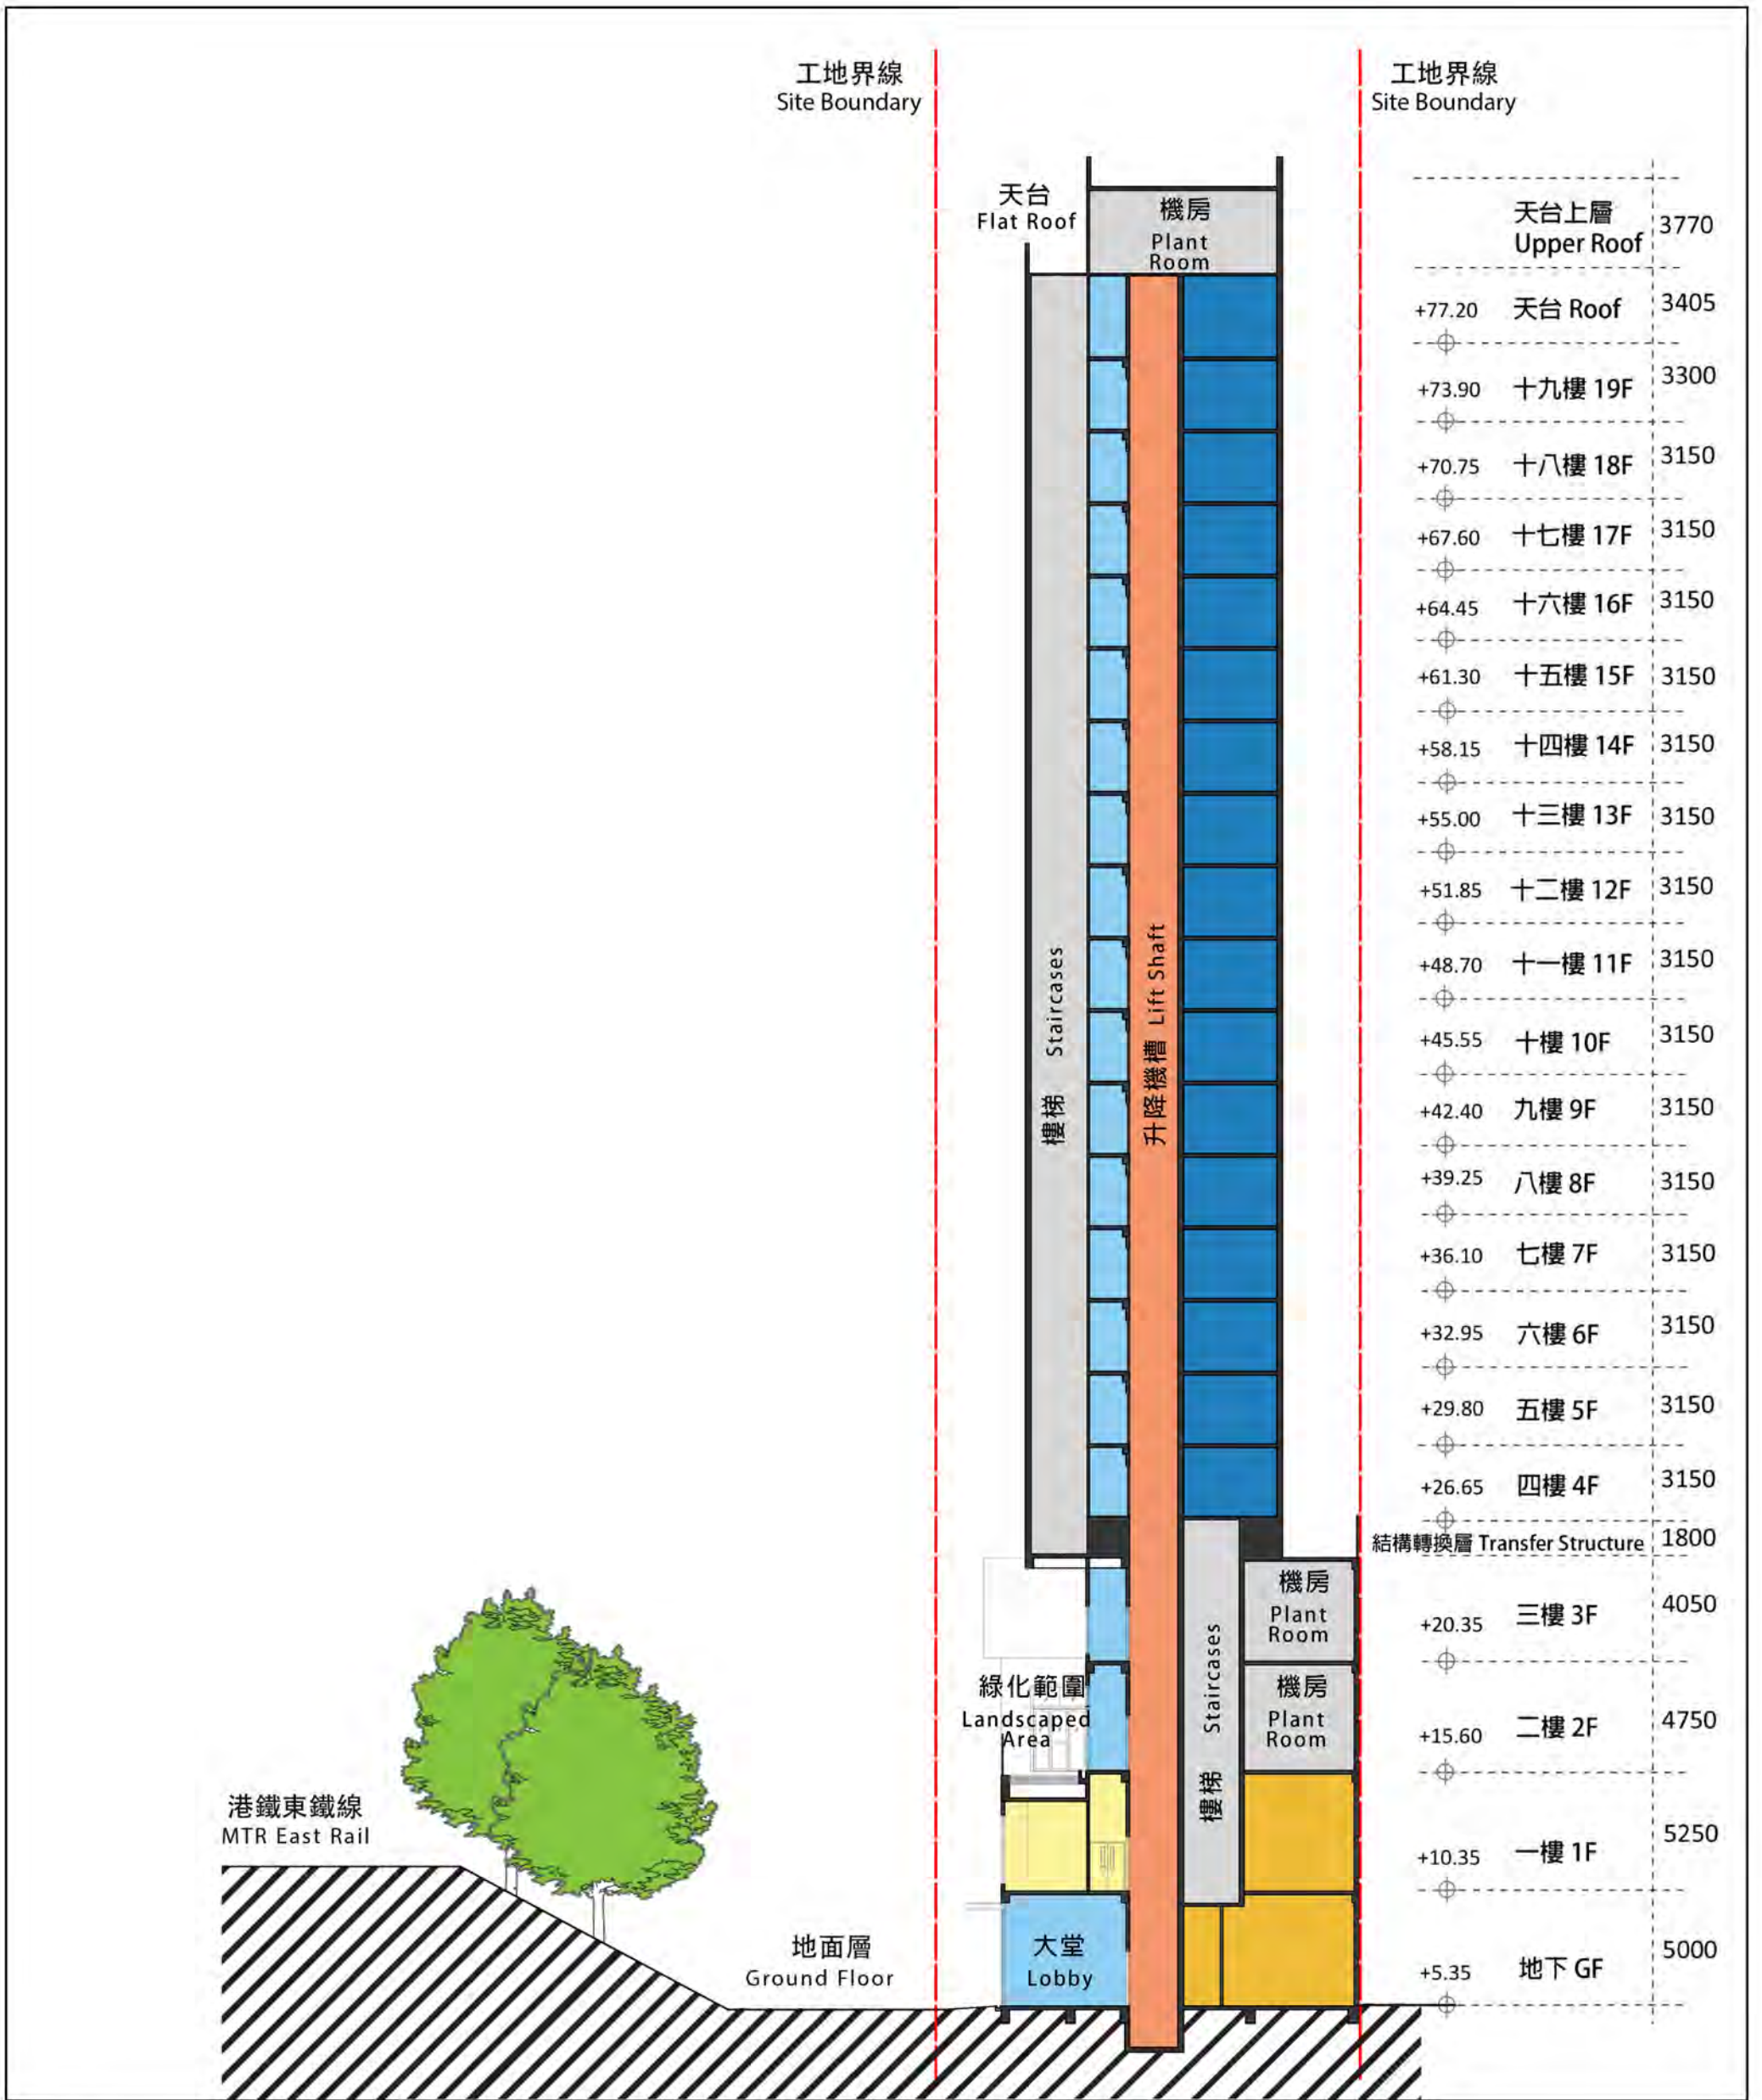 工地界線
Site Boundary
工地界線
Site Boundary
天台
Flat Roof
機房
Plant
Room
天台上層
Upper Roof
3770
+77.20 天台 Roof 3405
+73.90 十九樓 19F 3300
+70.75 十八樓 18F 3150
+67.60 十七樓 17F 3150
+64.45 十六樓 16F 3150
+61.30 十五樓 15F 3150
+58.15 十四樓 14F 3150
+55.00 十三樓 13F 3150
+51.85 十二樓 12F 3150
+48.70 十一樓 11F 3150
+45.55 十樓 10F 3150
+42.40 九樓 9F 3150
+39.25 八樓 8F 3150
+36.10 七樓 7F 3150
+32.95 六樓 6F 3150
+29.80 五樓 5F 3150
+26.65 四樓 4F 3150
結構轉換層 Transfer Structure 1800
+20.35 三樓 3F 4050
+15.60 二樓 2F 4750
+10.35 一樓 1F 5250
+5.35 地下 GF 5000
樓梯 Staircases
升降機槽 Lift Shaft
機房
Plant
Room
樓梯 Staircases
綠化範圍
Landscaped
Area
機房
Plant
Room
港鐵東鐵線
MTR East Rail
地面層
Ground Floor
大堂
Lobby